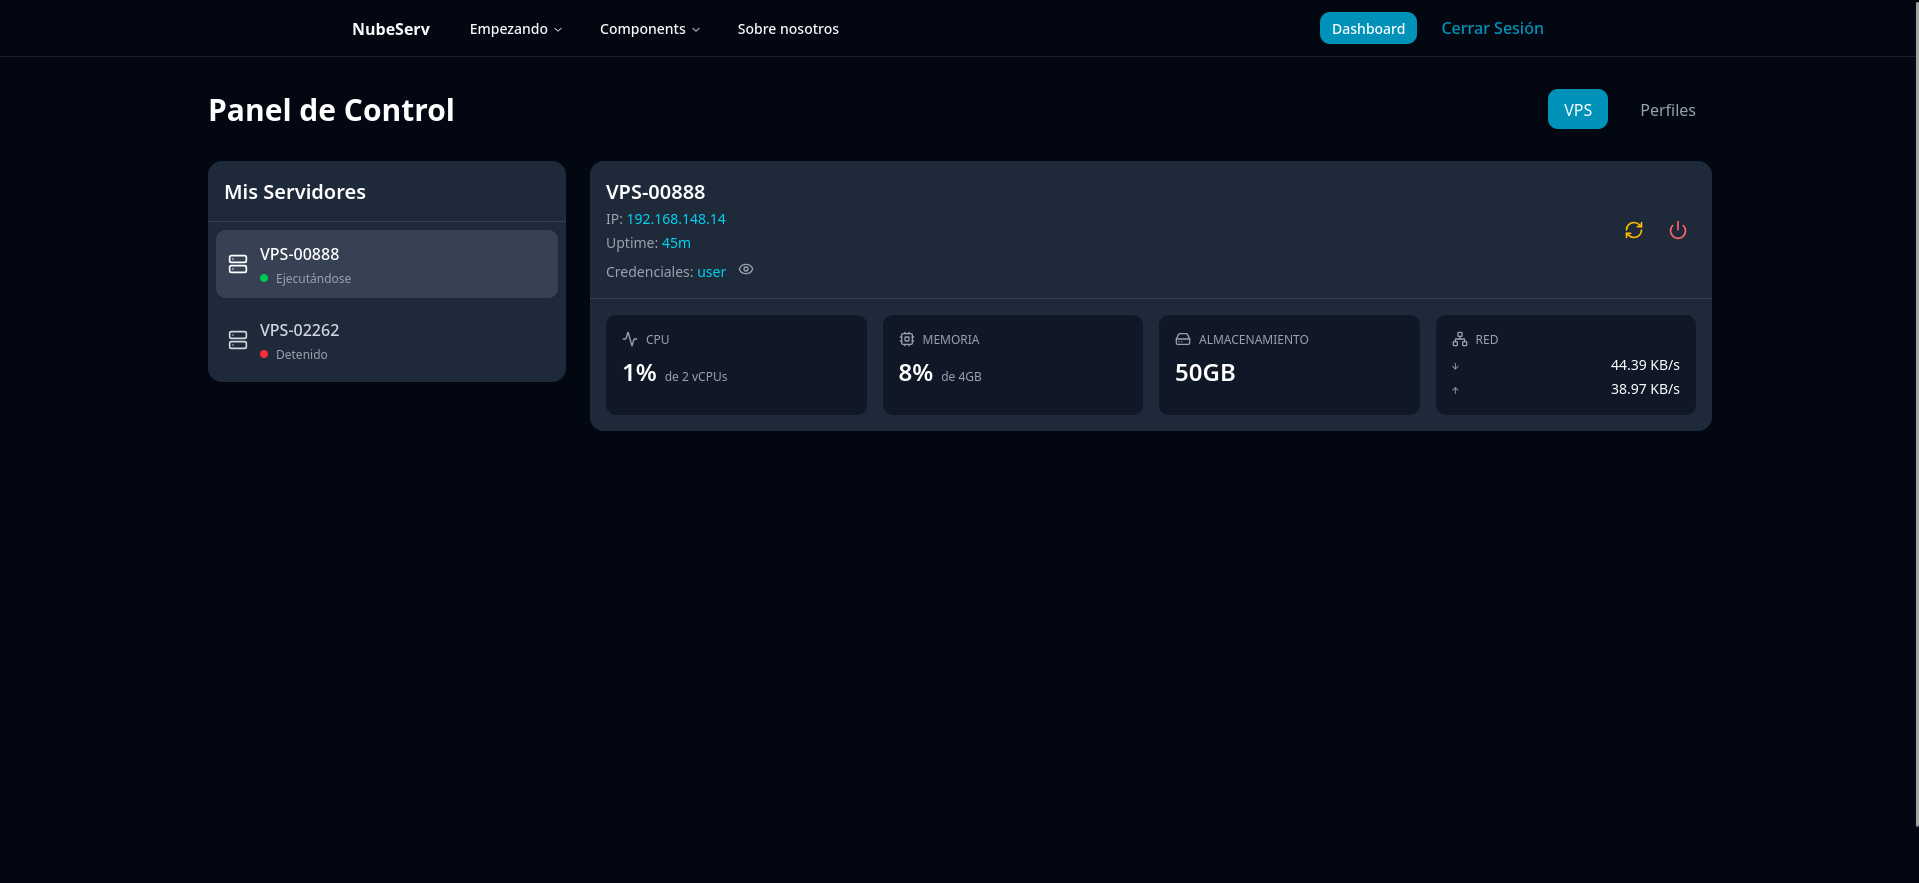 NubeServ Empezando Components Sobre nosotros Dashboard Cerrar Sesión
Panel de Control VPS Perfiles
Mis Servidores
VPS-00888
Ejecutándose
VPS-02262
Detenido
VPS-00888
IP: 192.168.148.14
Uptime: 45m
Credenciales: user
CPU
1% de 2 vCPUs
MEMORIA
8% de 4GB
ALMACENAMIENTO
50GB
RED
↓ 44.39 KB/s
↑ 38.97 KB/s